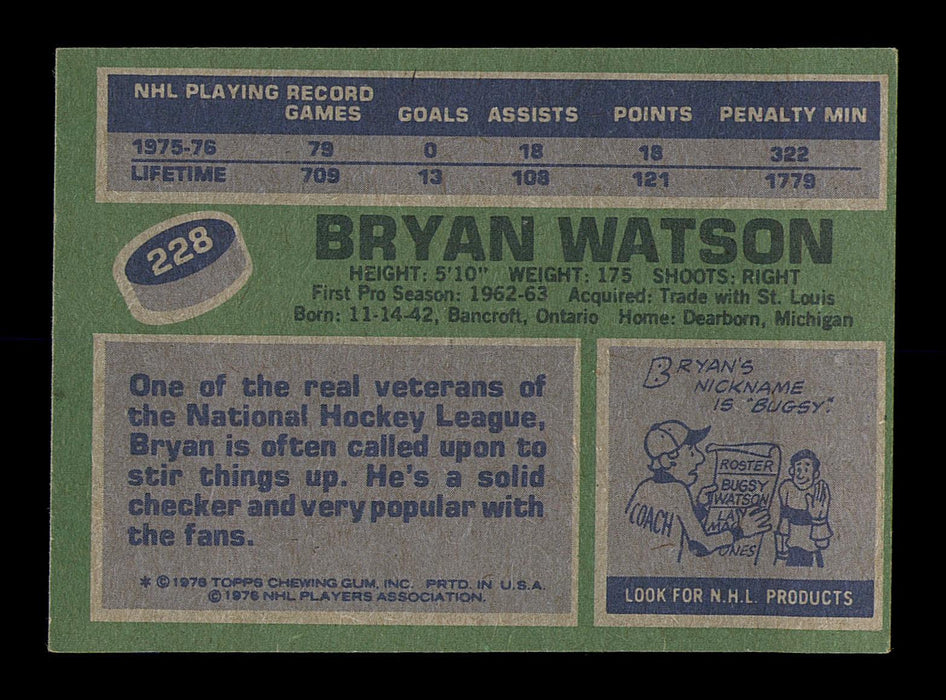 NHL PLAYING RECORD
GAMES GOALS ASSISTS POINTS PENALTY MIN
1975-76 79 0 18 18 322
LIFETIME 709 13 108 121 1779
228
BRYAN WATSON
HEIGHT: 5'10" WEIGHT: 175 SHOOTS: RIGHT
First Pro Season: 1962-63 Acquired: Trade with St. Louis
Born: 11-14-42, Bancroft, Ontario Home: Dearborn, Michigan
One of the real veterans of
the National Hockey League,
Bryan is often called upon to
stir things up. He's a solid
checker and very popular with
the fans.
* © 1976 TOPPS CHEWING GUM, INC. PRTD. IN U.S.A.
© 1976 NHL PLAYERS ASSOCIATION.
BRYAN'S
NICKNAME
IS "BUGSY".
ROSTER
BUGSY
WATSON
COACH
JONES
LOOK FOR N.H.L. PRODUCTS